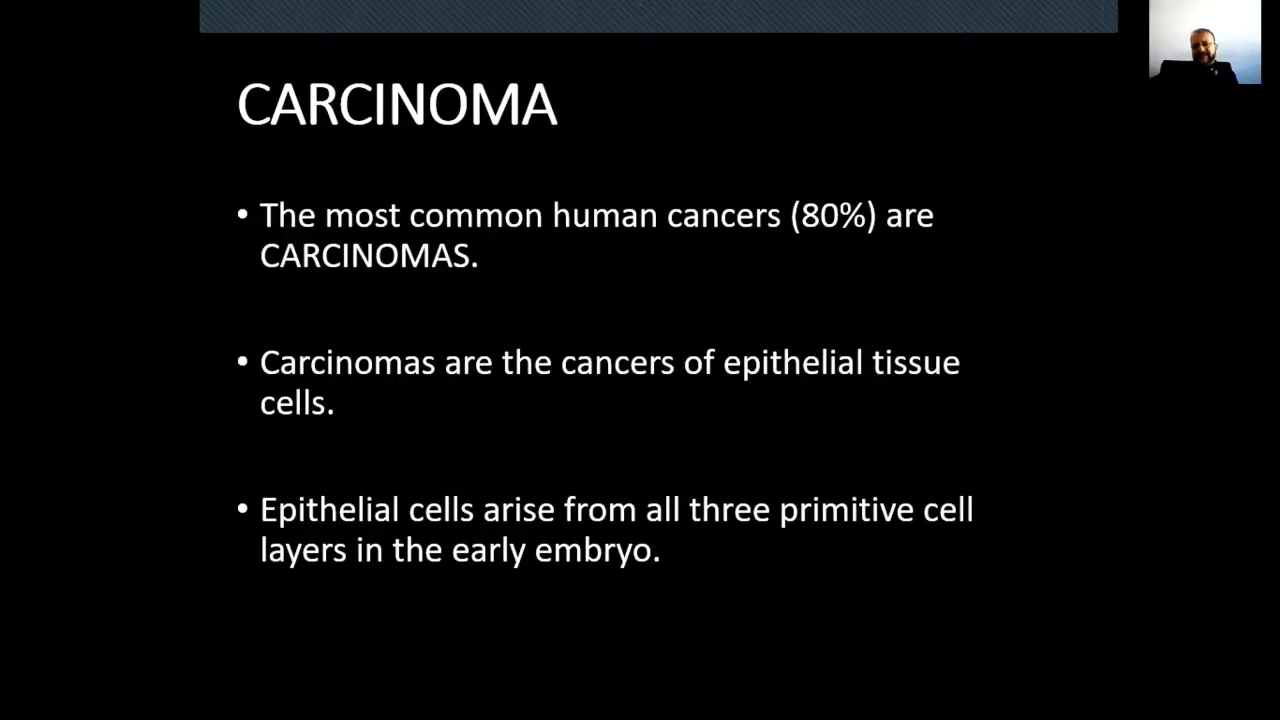 CARCINOMA
• The most common human cancers (80%) are
CARCINOMAS.
• Carcinomas are the cancers of epithelial tissue
cells.
• Epithelial cells arise from all three primitive cell
layers in the early embryo.